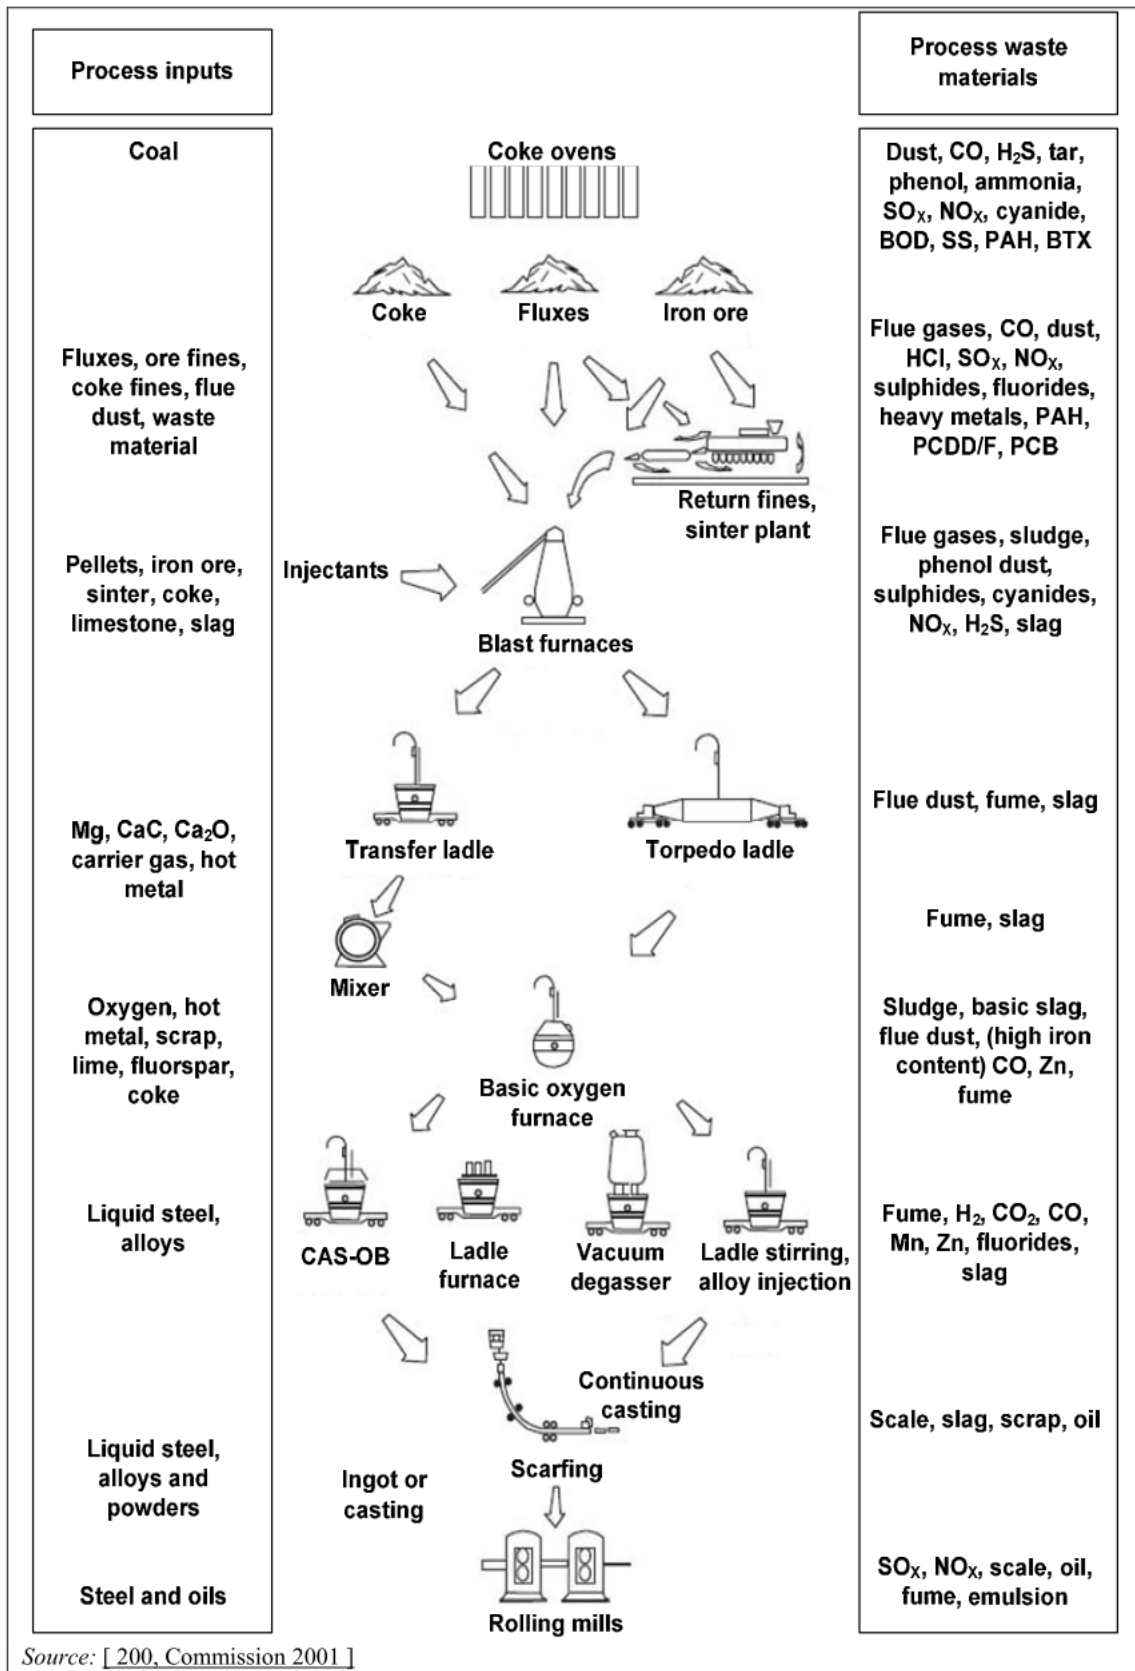 Process inputs
Process waste
materials
Coal
Coke ovens
Dust, CO, H₂S, tar,
phenol, ammonia,
SOₓ, NOₓ, cyanide,
BOD, SS, PAH, BTX
Coke
Fluxes
Iron ore
Fluxes, ore fines,
coke fines, flue
dust, waste
material
Flue gases, CO, dust,
HCl, SOₓ, NOₓ,
sulphides, fluorides,
heavy metals, PAH,
PCDD/F, PCB
Return fines,
sinter plant
Pellets, iron ore,
sinter, coke,
limestone, slag
Injectants
Blast furnaces
Flue gases, sludge,
phenol dust,
sulphides, cyanides,
NOₓ, H₂S, slag
Mg, CaC, Ca₂O,
carrier gas, hot
metal
Transfer ladle
Torpedo ladle
Flue dust, fume, slag
Mixer
Fume, slag
Oxygen, hot
metal, scrap,
lime, fluorspar,
coke
Basic oxygen
furnace
Sludge, basic slag,
flue dust, (high iron
content) CO, Zn,
fume
Liquid steel,
alloys
CAS-OB
Ladle
furnace
Vacuum
degasser
Ladle stirring,
alloy injection
Fume, H₂, CO₂, CO,
Mn, Zn, fluorides,
slag
Continuous
casting
Scale, slag, scrap, oil
Liquid steel,
alloys and
powders
Ingot or
casting
Scarfing
Steel and oils
Rolling mills
SOₓ, NOₓ, scale, oil,
fume, emulsion
Source: [ 200, Commission 2001 ]